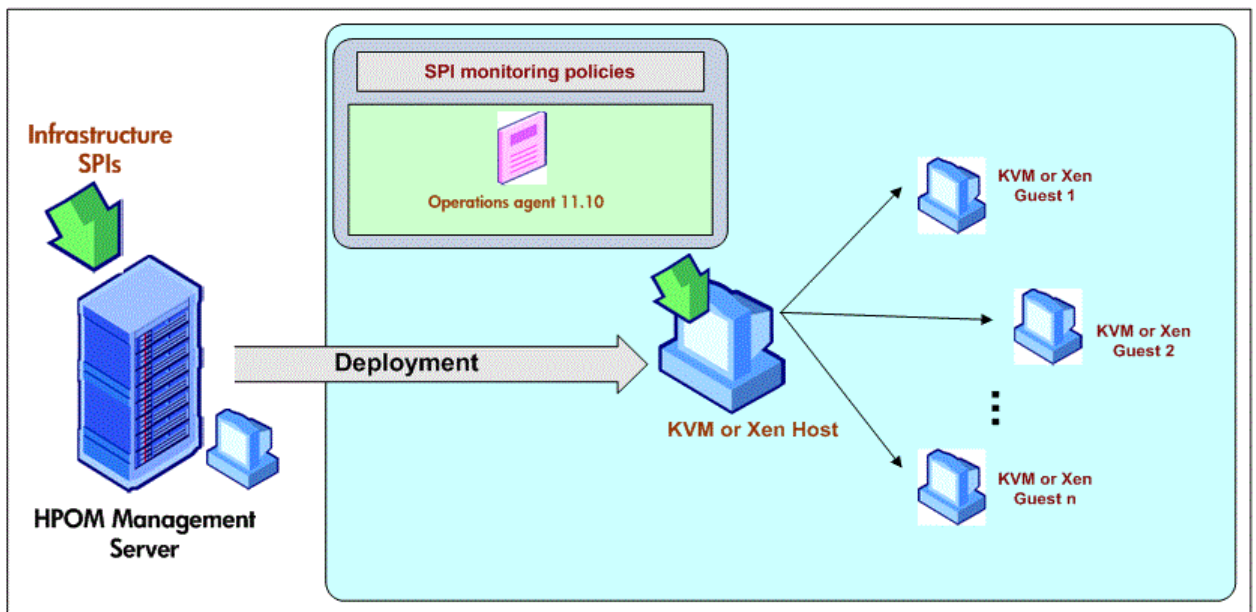 SPI monitoring policies
Operations agent 11.10
Infrastructure
SPIs
KVM or Xen
Guest 1
KVM or Xen
Guest 2
Deployment
KVM or Xen Host
KVM or Xen
Guest n
HPOM Management
Server